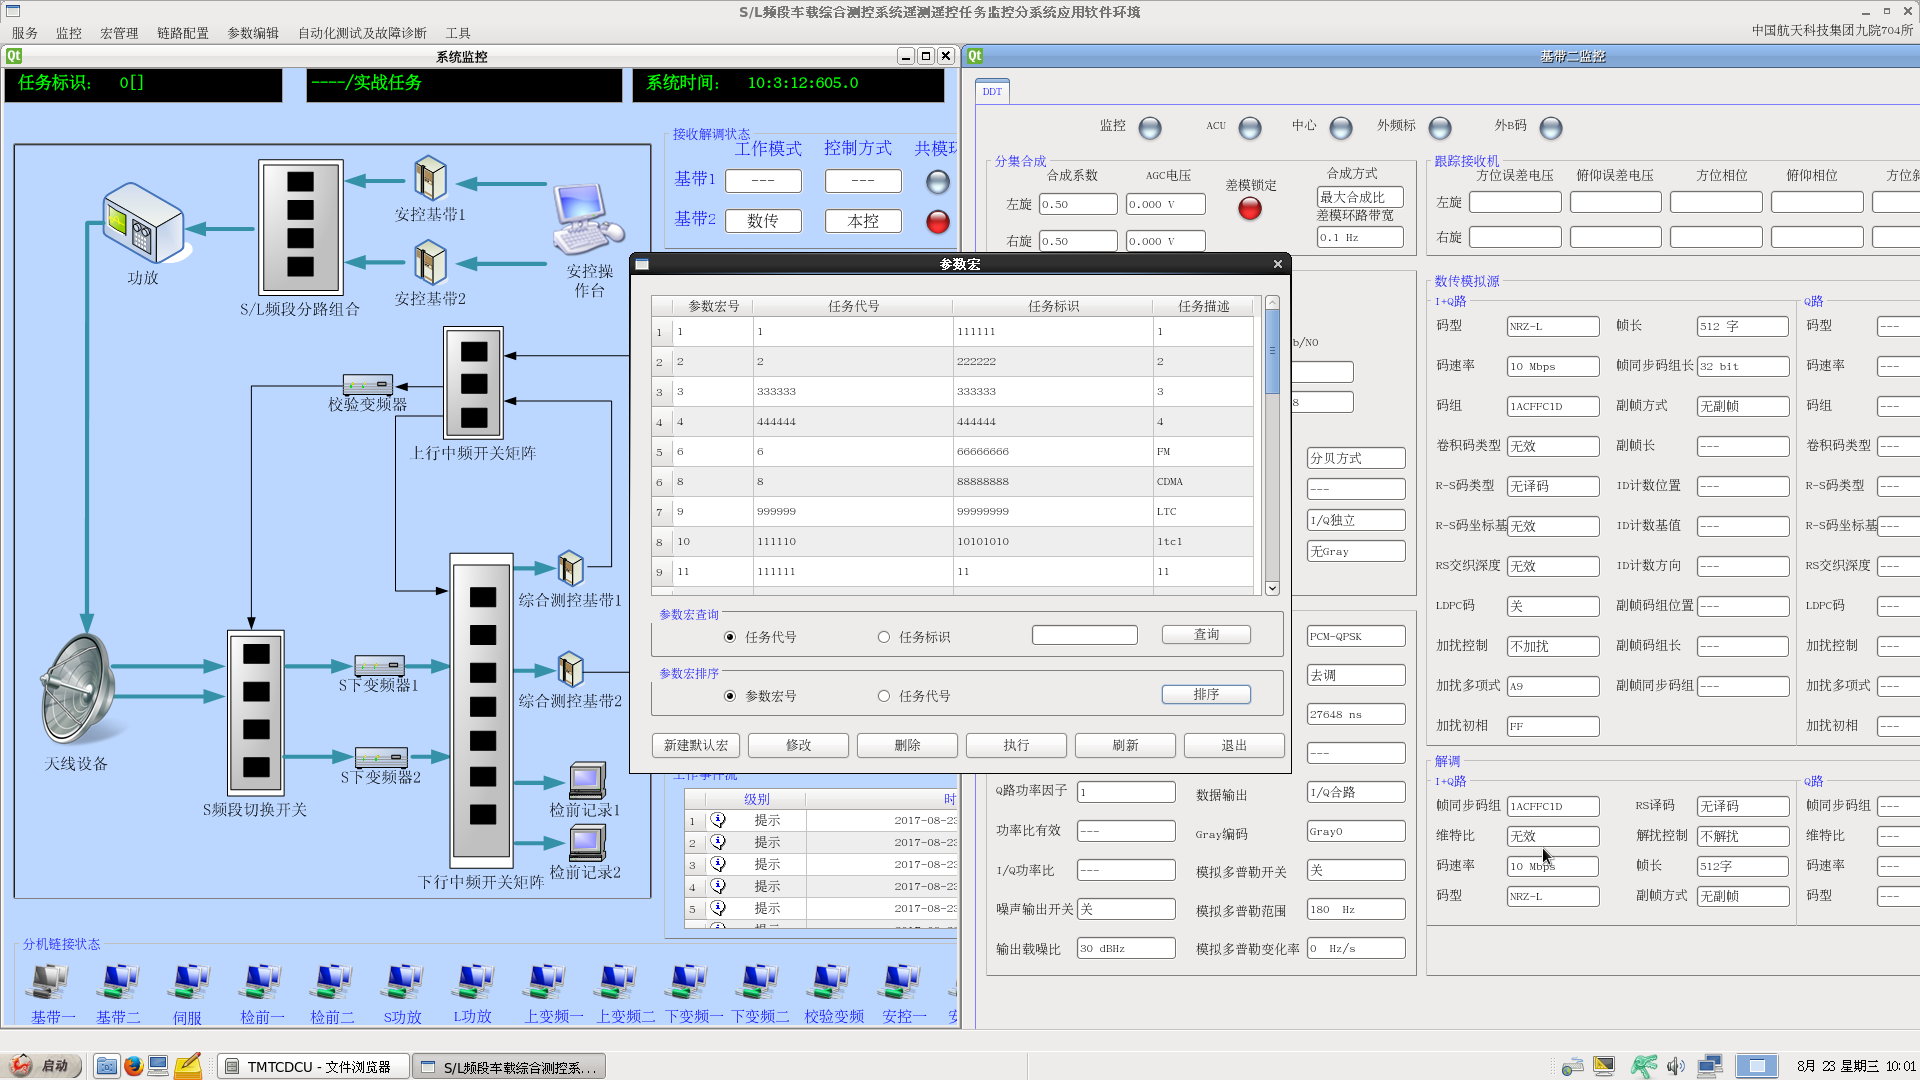 S/L频段车载综合测控系统遥测遥控任务监控分系统应用软件环境
服务 监控 宏管理 链路配置 参数编辑 自动化测试及故障诊断 工具
中国航天科技集团九院704所
系统监控
任务标识： 0[]
----/实战任务
系统时间： 10:3:12:605.0
接收解调状态
工作模式 控制方式
基带1 --- ---
基带2 数传 本控
功放
S/L频段分路组合
安控基带1
安控基带2
安控操
作台
校验变频器
上行中频开关矩阵
综合测控基带1
综合测控基带2
S下变频器1
S下变频器2
天线设备
S频段切换开关
下行中频开关矩阵
检前记录1
检前记录2
级别 时
1 提示 2017-08-23
2 提示 2017-08-23
3 提示 2017-08-23
4 提示 2017-08-23
5 提示 2017-08-23
分机链接状态
基带一 基带二 伺服 检前一 检前二 S功放 L功放 上变频一 上变频二 下变频一 下变频二 校验变频 安控一
参数宏
参数宏号 任务代号 任务标识 任务描述
1 1 1 111111 1
2 2 2 222222 2
3 3 333333 333333 3
4 4 444444 444444 4
5 6 6 66666666 FM
6 8 8 88888888 CDMA
7 9 999999 99999999 LTC
8 10 111110 10101010 ltc1
9 11 111111 11 11
参数宏查询
任务代号 任务标识 查询
参数宏排序
参数宏号 任务代号 排序
新建默认宏 修改 删除 执行 刷新 退出
基带二监控
DDT
监控 ACU 中心 外频标 外B码
分集合成
合成系数 AGC电压 差模锁定 合成方式
左旋 0.50 0.000 V 最大合成比
差模环路带宽
右旋 0.50 0.000 V 0.1 Hz
跟踪接收机
方位误差电压 俯仰误差电压 方位相位 俯仰相位
左旋
右旋
b/N0
8
分贝方式
---
I/Q独立
无Gray
PCM-QPSK
去调
27648 ns
---
Q路功率因子 1 数据输出 I/Q合路
功率比有效 --- Gray编码 Gray0
I/Q功率比 --- 模拟多普勒开关 关
噪声输出开关 关 模拟多普勒范围 180 Hz
输出载噪比 30 dBHz 模拟多普勒变化率 0 Hz/s
数传模拟源
I+Q路 Q路
码型 NRZ-L 帧长 512 字 码型 ---
码速率 10 Mbps 帧同步码组长 32 bit 码速率 ---
码组 1ACFFC1D 副帧方式 无副帧 码组 ---
卷积码类型 无效 副帧长 --- 卷积码类型 ---
R-S码类型 无译码 ID计数位置 --- R-S码类型 ---
R-S码坐标基 无效 ID计数基值 --- R-S码坐标基 ---
RS交织深度 无效 ID计数方向 --- RS交织深度 ---
LDPC码 关 副帧码组位置 --- LDPC码 ---
加扰控制 不加扰 副帧码组长 --- 加扰控制 ---
加扰多项式 A9 副帧同步码组 --- 加扰多项式 ---
加扰初相 FF 加扰初相 ---
解调
I+Q路 Q路
帧同步码组 1ACFFC1D RS译码 无译码 帧同步码组 ---
维特比 无效 解扰控制 不解扰 维特比 ---
码速率 10 Mbps 帧长 512字 码速率 ---
码型 NRZ-L 副帧方式 无副帧 码型 ---
启动 TMTCDCU - 文件浏览器 S/L频段车载综合测控系... 8月 23 星期三 10:01